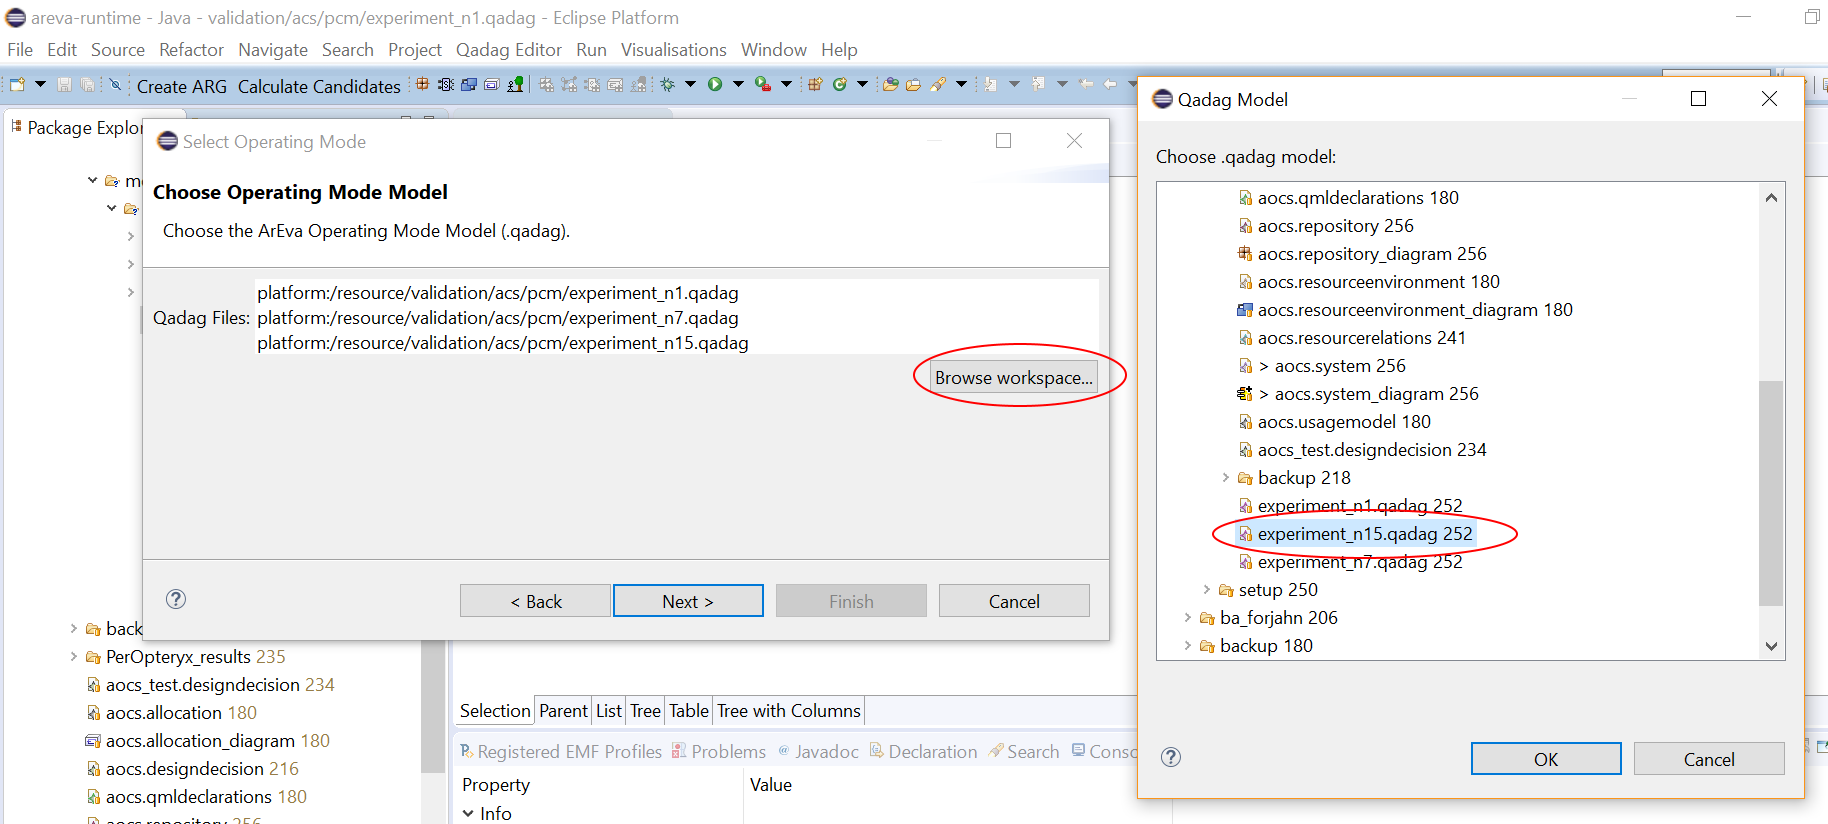 areva-runtime - Java - validation/acs/pcm/experiment_n1.qadag - Eclipse Platform
File Edit Source Refactor Navigate Search Project Qadag Editor Run Visualisations Window Help
Create ARG Calculate Candidates
Package Explo
Select Operating Mode
Choose Operating Mode Model
Choose the ArEva Operating Mode Model (.qadag).
Qadag Files:
platform:/resource/validation/acs/pcm/experiment_n1.qadag
platform:/resource/validation/acs/pcm/experiment_n7.qadag
platform:/resource/validation/acs/pcm/experiment_n15.qadag
Browse workspace...
< Back Next > Finish Cancel
back
PerOpteryx_results 235
aocs_test.designdecision 234
aocs.allocation 180
aocs.allocation_diagram 180
aocs.designdecision 216
aocs.qmldeclarations 180
Selection Parent List Tree Table Tree with Columns
Registered EMF Profiles Problems Javadoc Declaration Search Conso
Property Value
Info
Qadag Model
Choose .qadag model:
aocs.qmldeclarations 180
aocs.repository 256
aocs.repository_diagram 256
aocs.resourceenvironment 180
aocs.resourceenvironment_diagram 180
aocs.resourcerelations 241
> aocs.system 256
> aocs.system_diagram 256
aocs.usagemodel 180
aocs_test.designdecision 234
backup 218
experiment_n1.qadag 252
experiment_n15.qadag 252
experiment_n7.qadag 252
setup 250
ba_forjahn 206
backup 180
OK Cancel